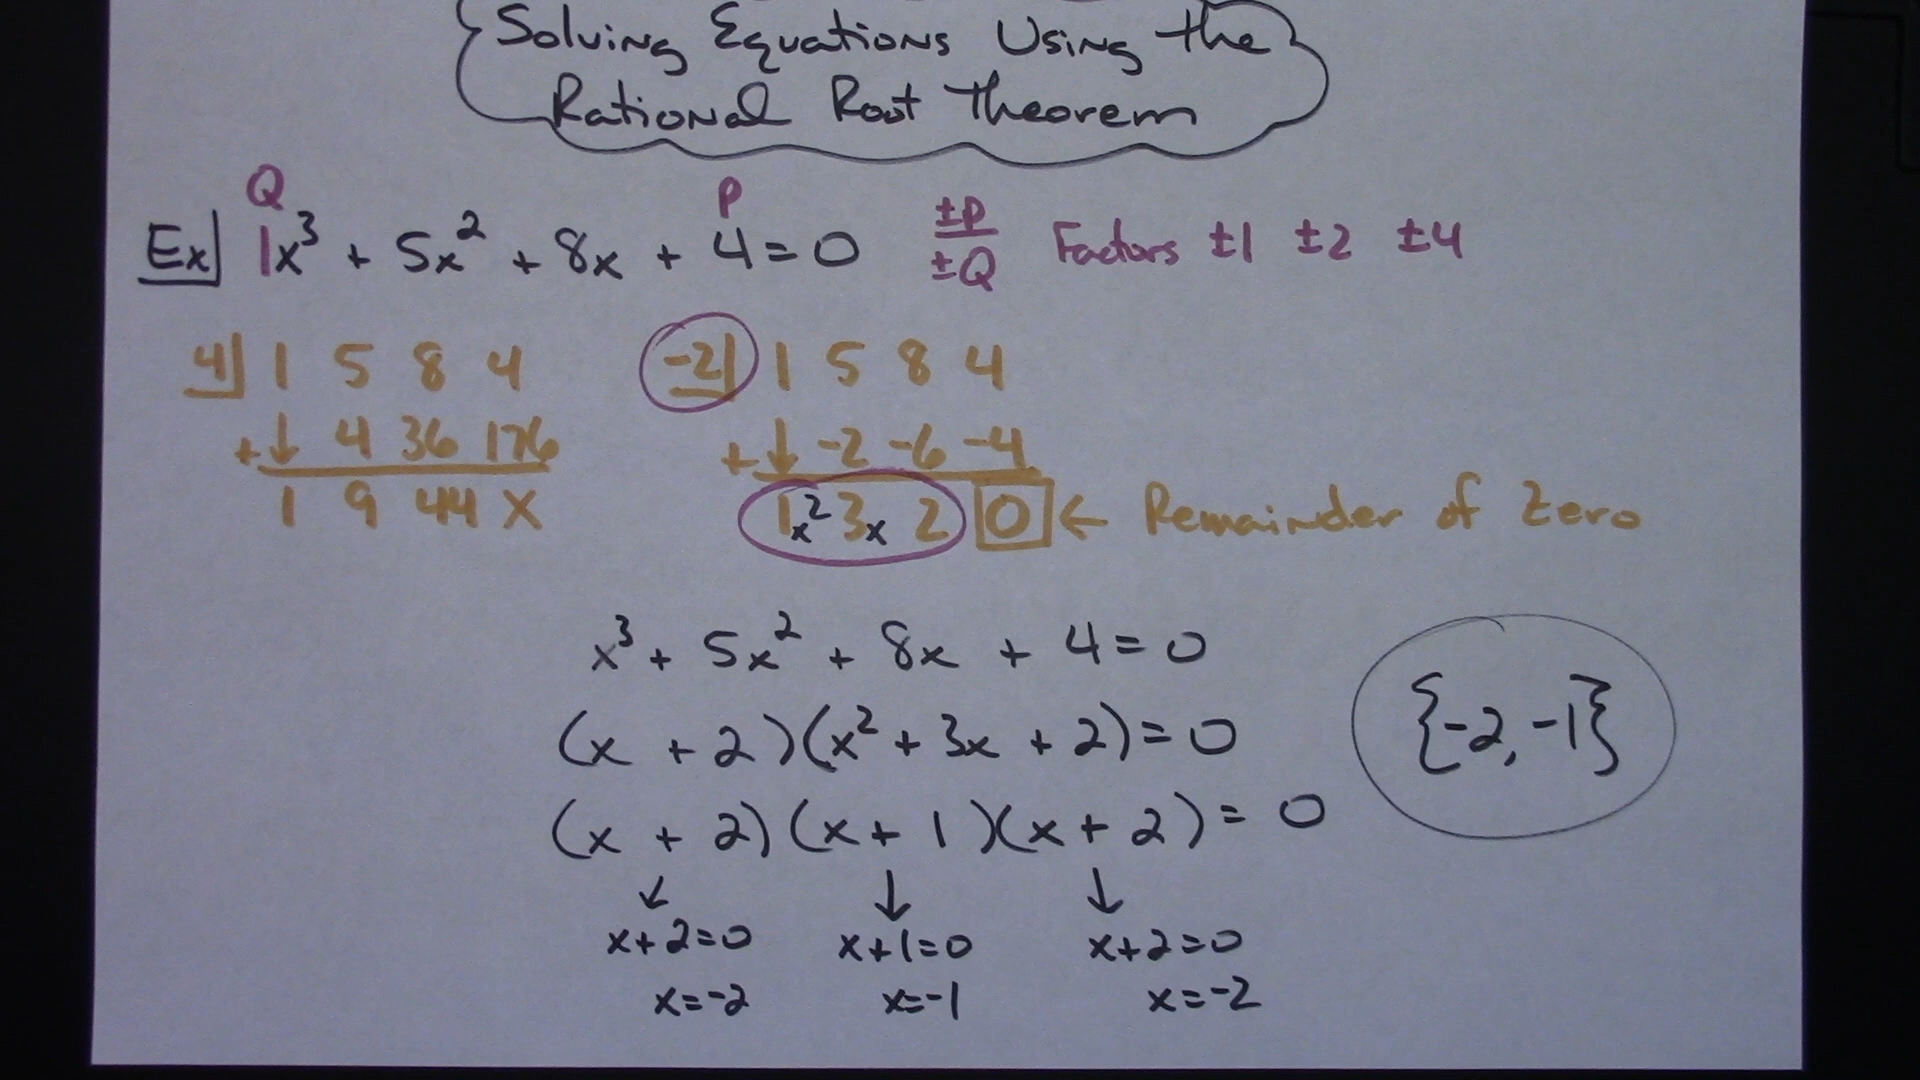 Solving Equations Using the
Rational Root Theorem
Q P
Ex 1x³ + 5x² + 8x + 4 = 0 ±P/±Q Factors ±1 ±2 ±4
4| 1 5 8 4
+ ↓ 4 36 176
1 9 44 X
-2| 1 5 8 4
+ ↓ -2 -6 -4
1x² 3x 2 0 ← Remainder of Zero
x³ + 5x² + 8x + 4 = 0
(x + 2)(x² + 3x + 2) = 0
{-2, -1}
(x + 2)(x + 1)(x + 2) = 0
↙ ↓ ↓
x+2=0 x+1=0 x+2=0
x=-2 x=-1 x=-2